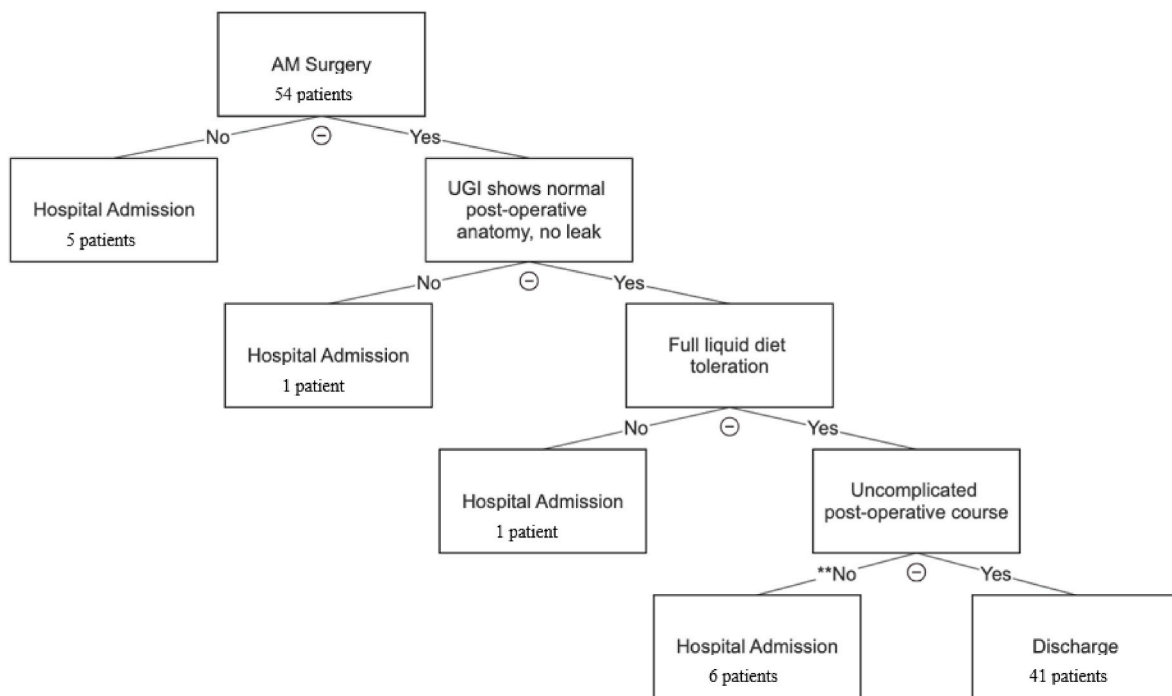 AM Surgery
54 patients
No
Yes
Hospital Admission
5 patients
UGI shows normal
post-operative
anatomy, no leak
No
Yes
Hospital Admission
1 patient
Full liquid diet
toleration
No
Yes
Hospital Admission
1 patient
Uncomplicated
post-operative course
**No
Yes
Hospital Admission
6 patients
Discharge
41 patients